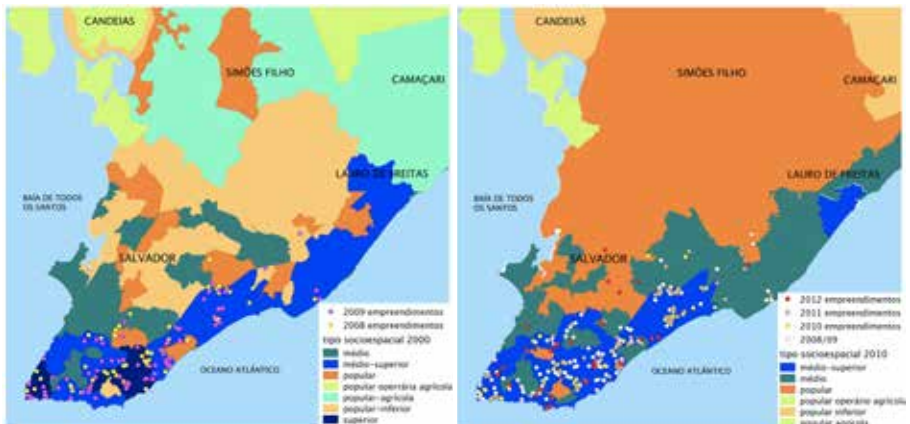 CANDEIAS
SIMÕES FILHO
CAMAÇARI
LAURO DE FREITAS
BAÍA DE TODOS
OS SANTOS
SALVADOR
OCEANO ATLÂNTICO
2009 empreendimentos
2008 empreendimentos
tipo socioespacial 2000
médio
médio-superior
popular
popular operrária agrícola
popular-agrícola
popular-inferior
superior
CANDEIAS
SIMÕES FILHO
CAMAÇARI
LAURO DE FREITAS
BAÍA DE TODOS
OS SANTOS
SALVADOR
OCEANO ATLÂNTICO
2012 empreendimentos
2011 empreendimentos
2010 empreendimentos
2008/09
tipo socioespacial 2010
médio-superior
médio
popular
popular operário agrícola
popular inferior
popular agrícola